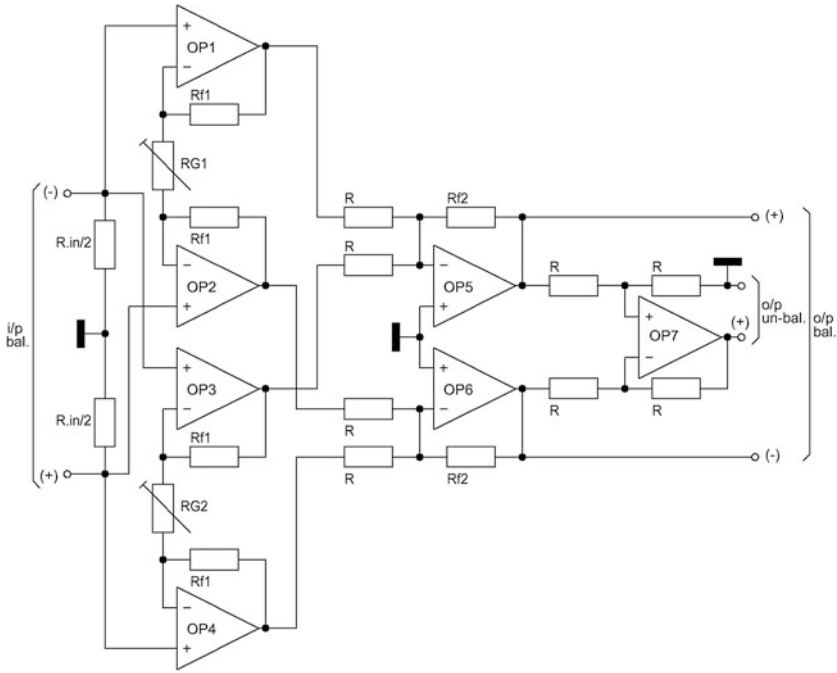 +
OP1
−
Rf1
RG1
(-)
R.in/2
Rf1
−
OP2
+
i/p
bal.
R.in/2
(+)
+
OP3
−
Rf1
RG2
Rf1
−
OP4
+
R
Rf2
R
−
OP5
+
R
R
+
OP6
−
R
R
Rf2
+
OP7
−
R
R
(+)
o/p
un-bal.
(+)
o/p
bal.
(-)